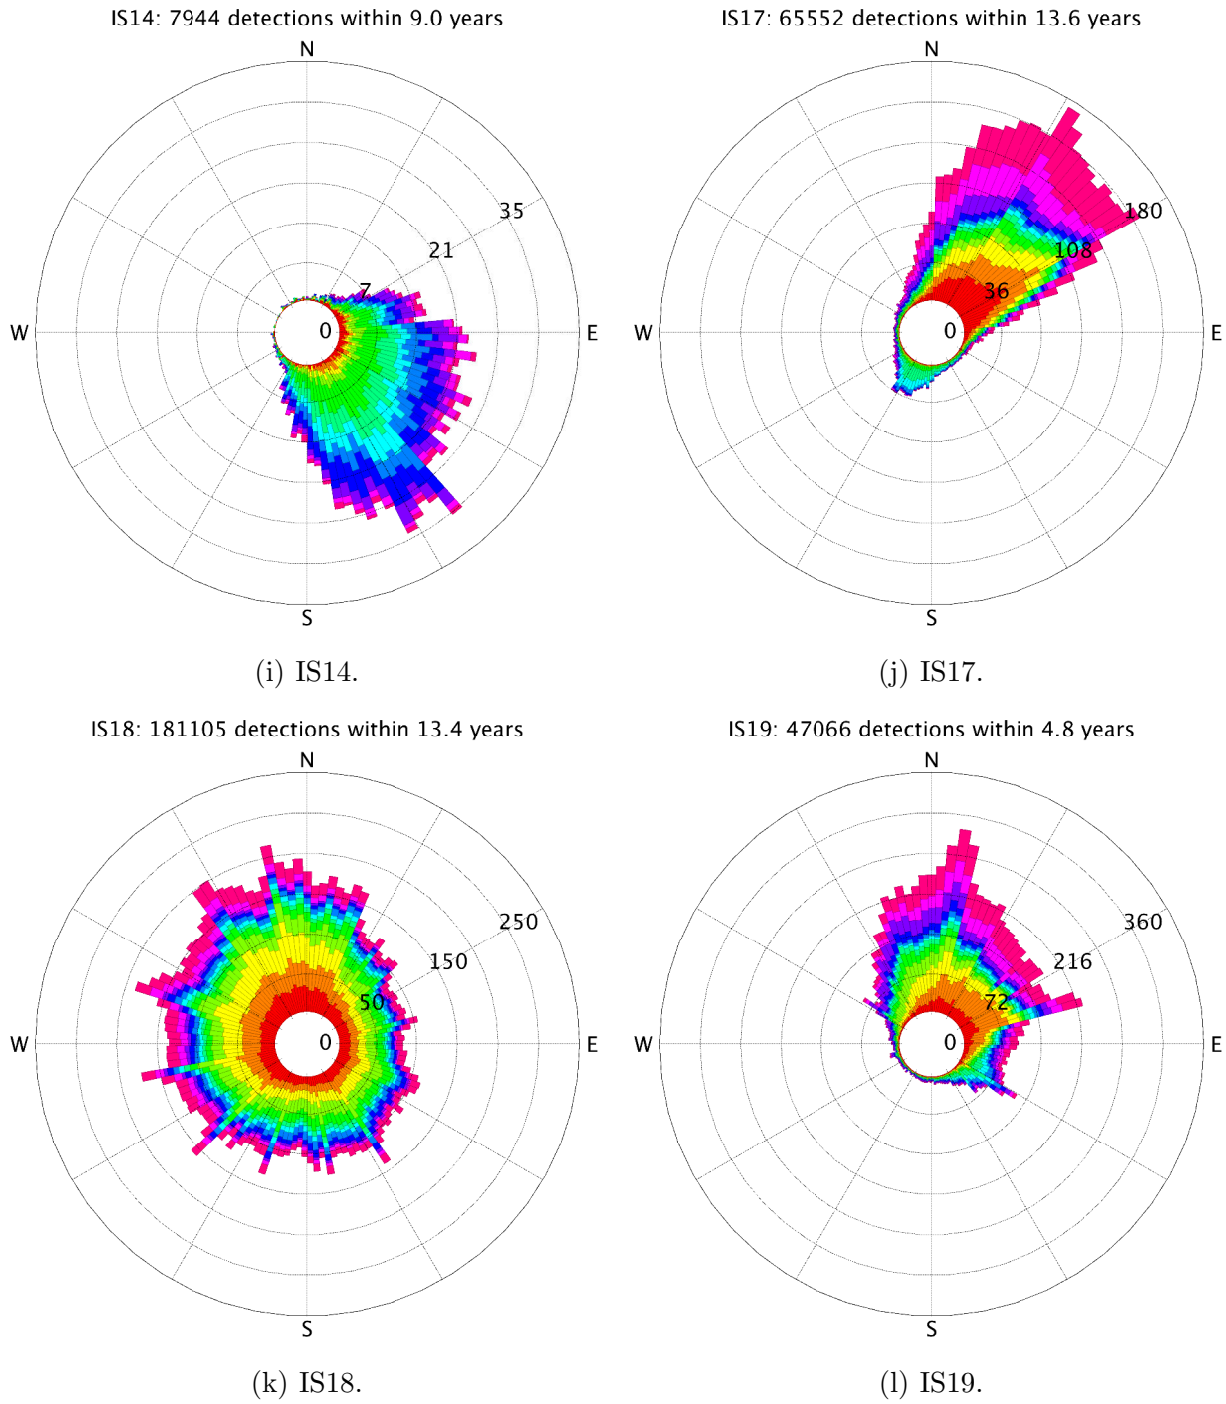 IS14: 7944 detections within 9.0 years
N
35
21
7
0
W
E
S
(i) IS14.
IS17: 65552 detections within 13.6 years
N
180
108
36
0
W
E
S
(j) IS17.
IS18: 181105 detections within 13.4 years
N
250
150
50
0
W
E
S
(k) IS18.
IS19: 47066 detections within 4.8 years
N
360
216
72
0
W
E
S
(l) IS19.